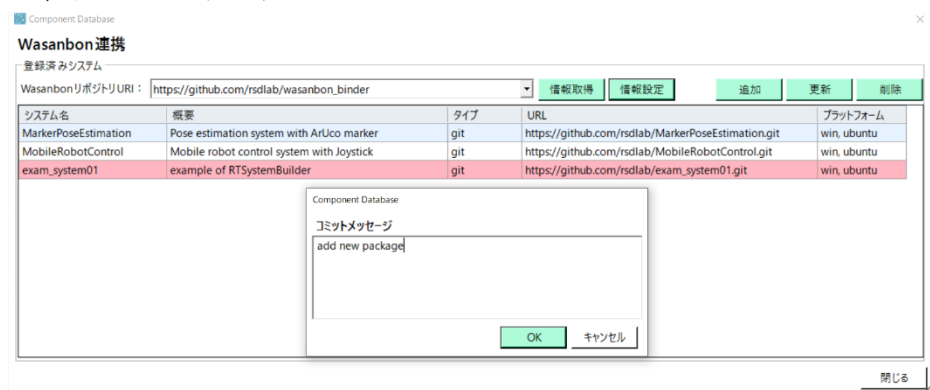 Component Database
Wasanbon連携
登録済みシステム
WasanbonリポジトリURI： https://github.com/rsdlab/wasanbon_binder 情報取得 情報設定 追加 更新 削除
システム名 概要 タイプ URL プラットフォーム
MarkerPoseEstimation Pose estimation system with ArUco marker git https://github.com/rsdlab/MarkerPoseEstimation.git win, ubuntu
MobileRobotControl Mobile robot control system with Joystick git https://github.com/rsdlab/MobileRobotControl.git win, ubuntu
exam_system01 example of RTSystemBuilder git https://github.com/rsdlab/exam_system01.git win, ubuntu
Component Database
コミットメッセージ
add new package
OK キャンセル
閉じる